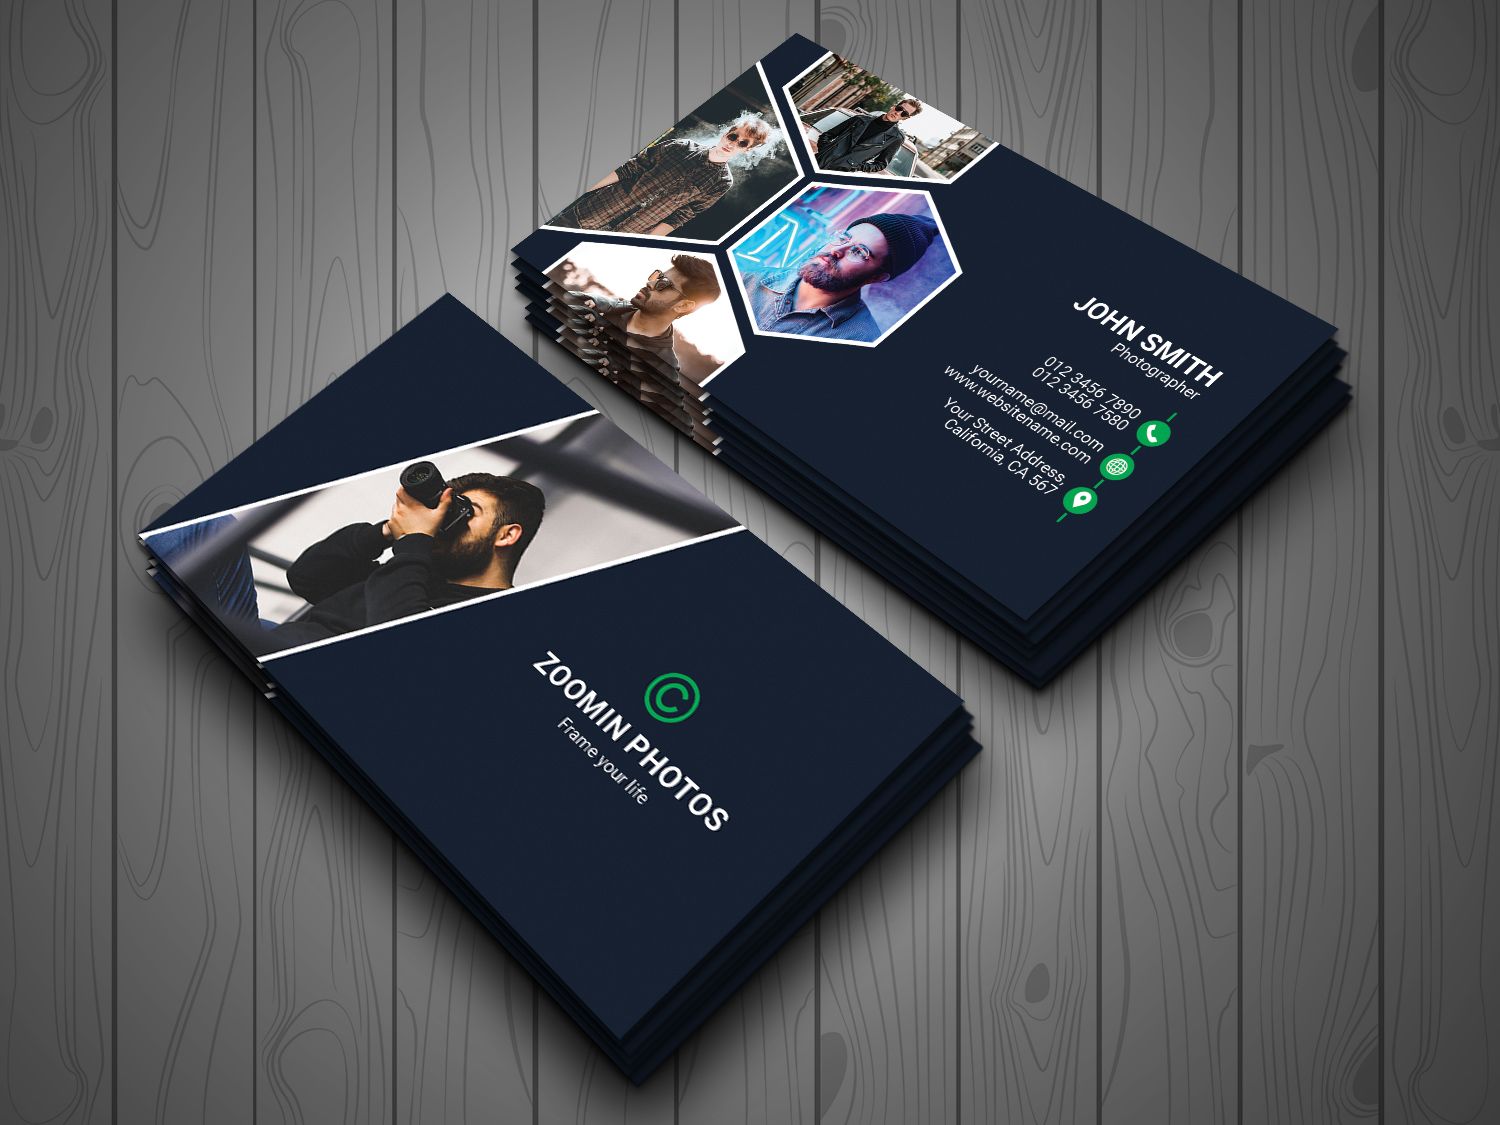 JOHN SMITH
Photographer
012 3456 7890
012 3456 7580
yourname@mail.com
www.websitename.com
Your Street Address,
California, CA 567
N
©
ZOOMIN PHOTOS
Frame your life